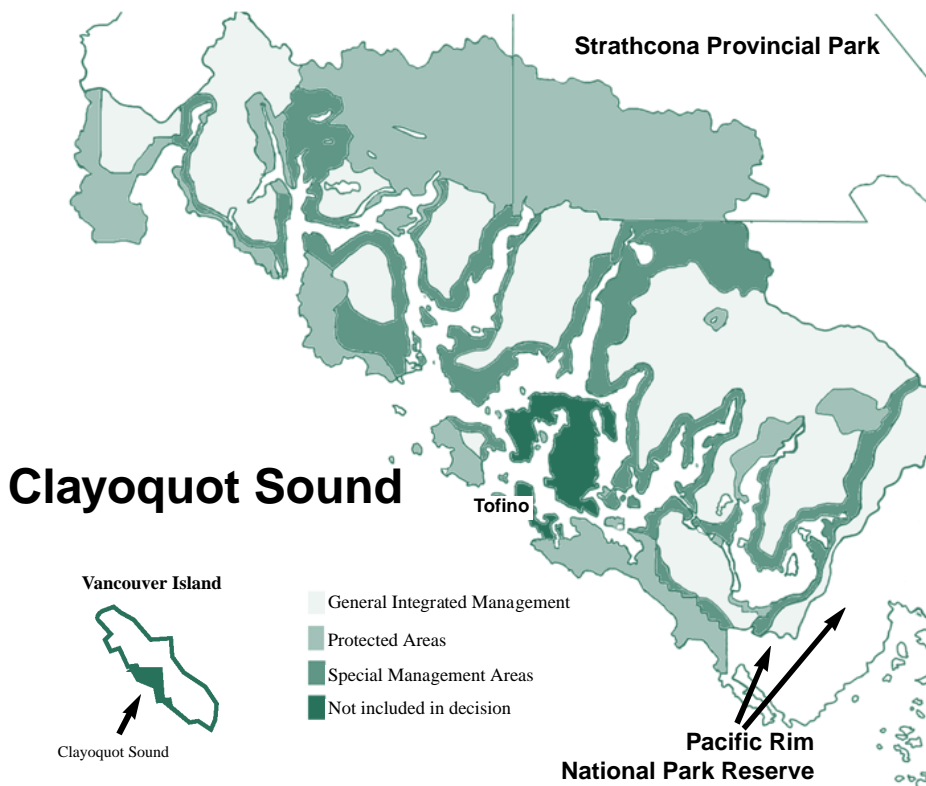 Strathcona Provincial Park
Clayoquot Sound
Tofino
Vancouver Island
General Integrated Management
Protected Areas
Special Management Areas
Not included in decision
Clayoquot Sound
Pacific Rim
National Park Reserve